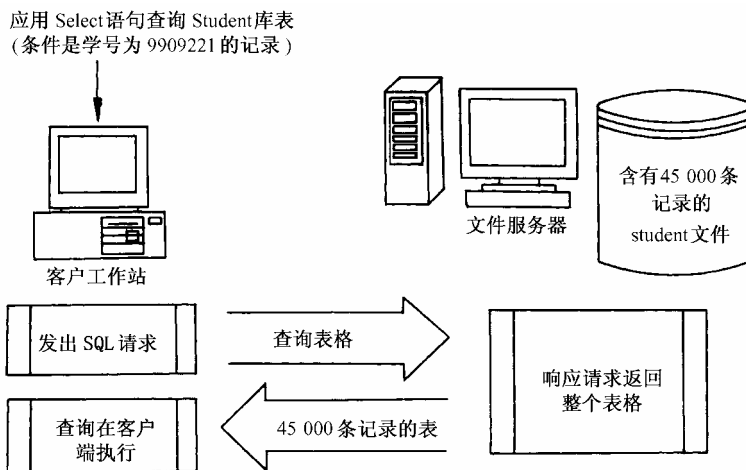 应用 Select语句查询 Student库表
(条件是学号为 9909221 的记录)
含有45 000条
记录的
student文件
文件服务器
客户工作站
发出 SQL 请求
查询表格
响应请求返回
整个表格
查询在客户
端执行
45 000条记录的表